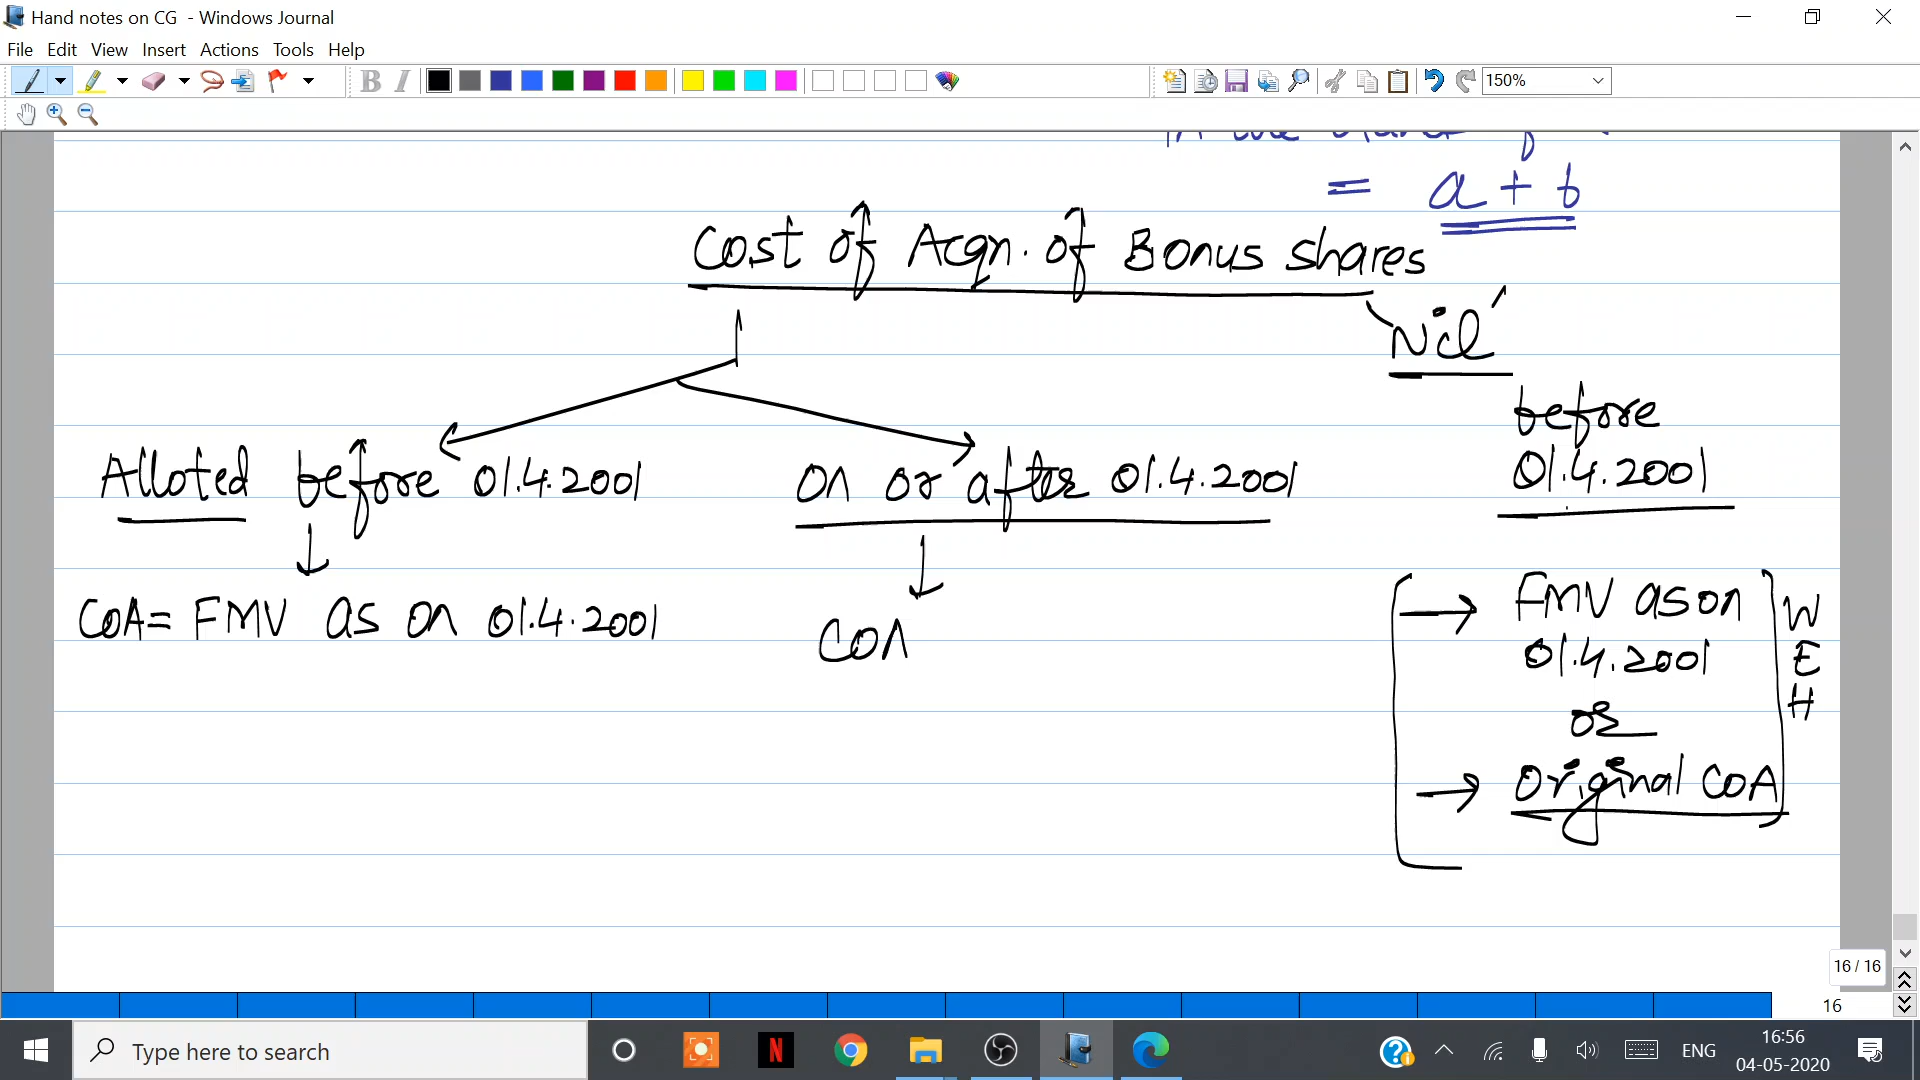 Hand notes on CG - Windows Journal
File Edit View Insert Actions Tools Help
B I
150%
= a + b
Cost of Acqn. of Bonus shares
Nil
Alloted before 01.4.2001
on or after 01.4.2001
before
01.4.2001
COA= FMV as on 01.4.2001
COA
FMV as on
01.4.2001
or
original COA
W
E
H
16 / 16
16
Type here to search
N
ENG
16:56
04-05-2020